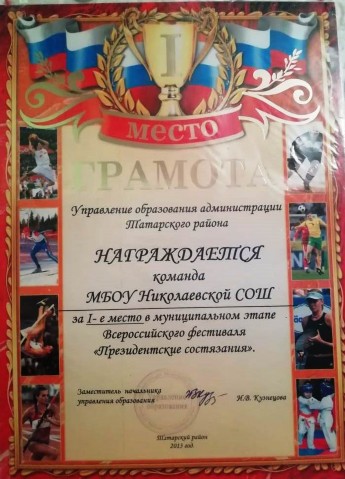 I
место
ГРАМОТА
Управление образования администрации
Татарского района
НАГРАЖДАЕТСЯ
команда
МБОУ Николаевской СОШ
за I- е место в муниципальном этапе
Всероссийского фестиваля
«Президентские состязания».
Заместитель начальника
управления образования
Н.В. Кузнецова
Татарский район
2013 год.